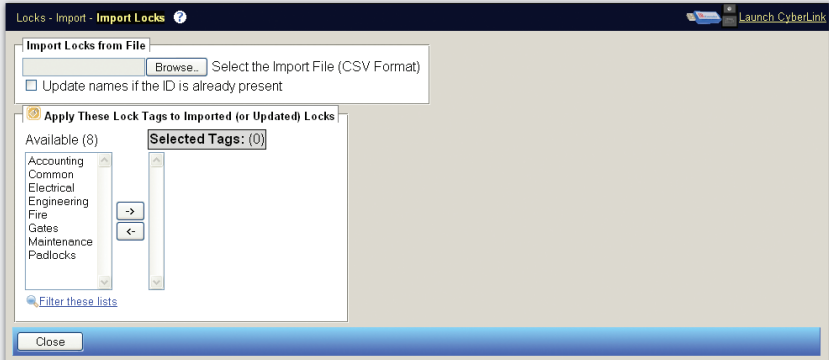 Locks - Import - Import Locks ?
Launch CyberLink
Import Locks from File
Browse... Select the Import File (CSV Format)
Update names if the ID is already present
Apply These Lock Tags to Imported (or Updated) Locks
Available (8)
Selected Tags: (0)
Accounting
Common
Electrical
Engineering
Fire
Gates
Maintenance
Padlocks
->
<-
Filter these lists
Close